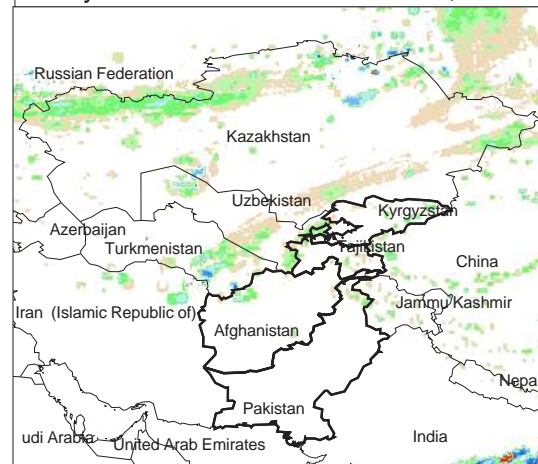 Russian Federation
Kazakhstan
Uzbekistan
Kyrgyzstan
Azerbaijan
Turkmenistan
Tajikistan
China
Iran (Islamic Republic of)
Jammu Kashmir
Afghanistan
Nepa
Pakistan
udi Arabia
United Arab Emirates
India